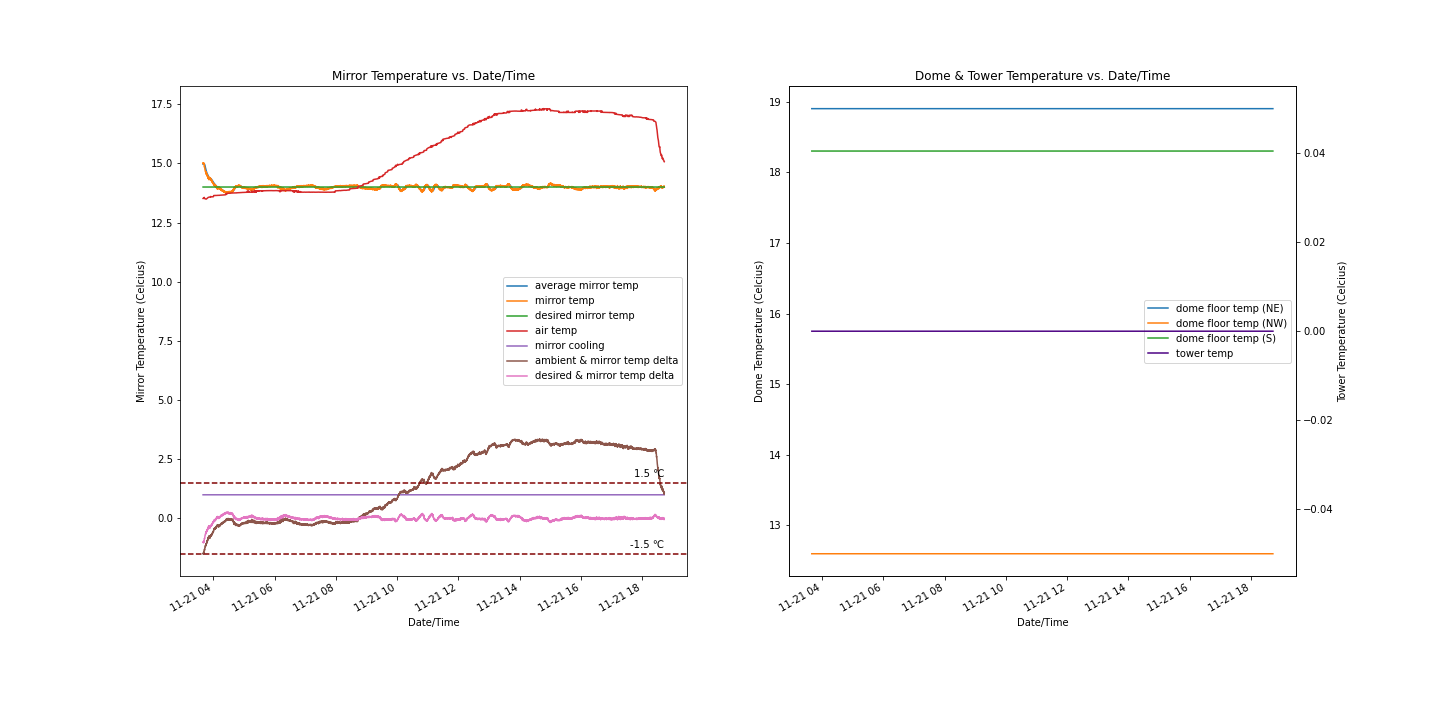 Mirror Temperature vs. Date/Time
17.5
15.0
12.5
10.0
7.5
5.0
2.5
0.0
Mirror Temperature (Celcius)
average mirror temp
mirror temp
desired mirror temp
air temp
mirror cooling
ambient & mirror temp delta
desired & mirror temp delta
1.5 °C
-1.5 °C
11-21 04
11-21 06
11-21 08
11-21 10
11-21 12
11-21 14
11-21 16
11-21 18
Date/Time
Dome & Tower Temperature vs. Date/Time
19
18
17
16
15
14
13
Dome Temperature (Celcius)
dome floor temp (NE)
dome floor temp (NW)
dome floor temp (S)
tower temp
0.04
0.02
0.00
−0.02
−0.04
Tower Temperature (Celcius)
11-21 04
11-21 06
11-21 08
11-21 10
11-21 12
11-21 14
11-21 16
11-21 18
Date/Time